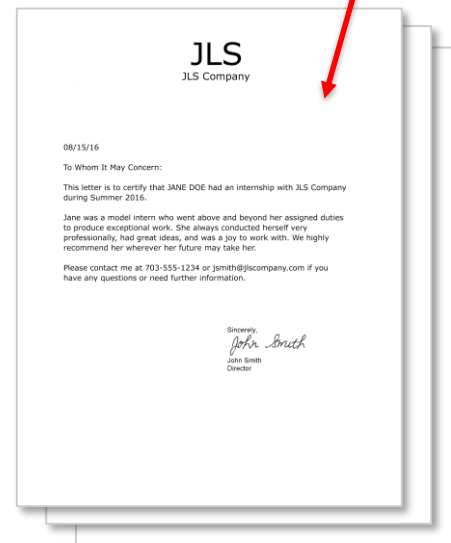 JLS
JLS Company
08/15/16
To Whom It May Concern:
This letter is to certify that JANE DOE had an internship with JLS Company
during Summer 2016.
Jane was a model intern who went above and beyond her assigned duties
to produce exceptional work. She always conducted herself very
professionally, had great ideas, and was a joy to work with. We highly
recommend her wherever her future may take her.
Please contact me at 703-555-1234 or jsmith@jlscompany.com if you
have any questions or need further information.
Sincerely,
John Smith
John Smith
Director